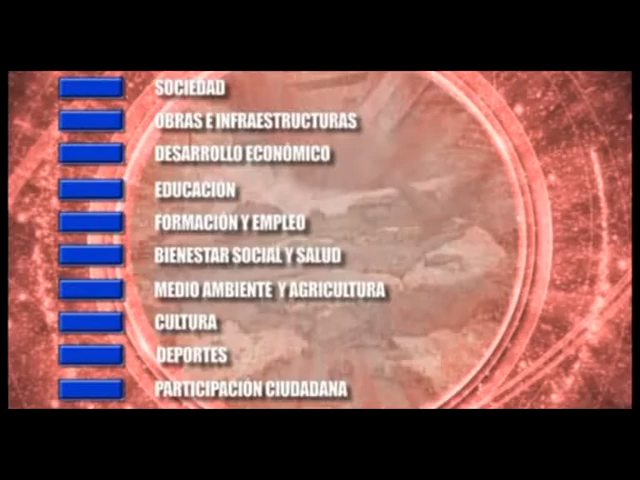 SOCIEDAD
OBRAS E INFRAESTRUCTURAS
DESARROLLO ECONÓMICO
EDUCACIÓN
FORMACIÓN Y EMPLEO
BIENESTAR SOCIAL Y SALUD
MEDIO AMBIENTE Y AGRICULTURA
CULTURA
DEPORTES
PARTICIPACIÓN CIUDADANA